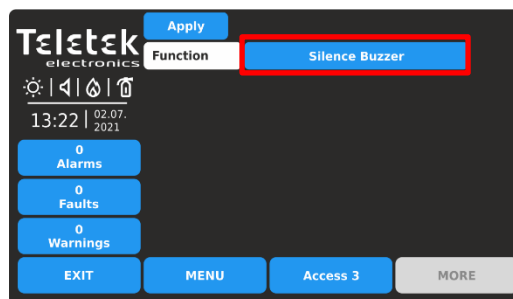 Teletek
electronics
Apply
Function
Silence Buzzer
13:22
02.07.
2021
0
Alarms
0
Faults
0
Warnings
EXIT
MENU
Access 3
MORE